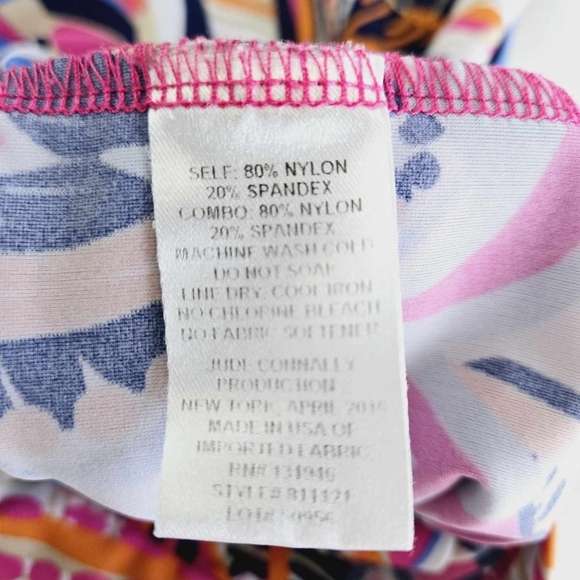 SELF: 80% NYLON
20% SPANDEX
COMBO: 80% NYLON
20% SPANDEX
MACHINE WASH COLD
DO NOT SOAK
LINE DRY, COOL IRON
NO CHLORINE BLEACH
NO FABRIC SOFTENER
JUDE CONNALLY
PRODUCTION
NEW YORK, APRIL
MADE IN USA OF
IMPORTED FABRIC
RN# 131946
STYLE# B11121